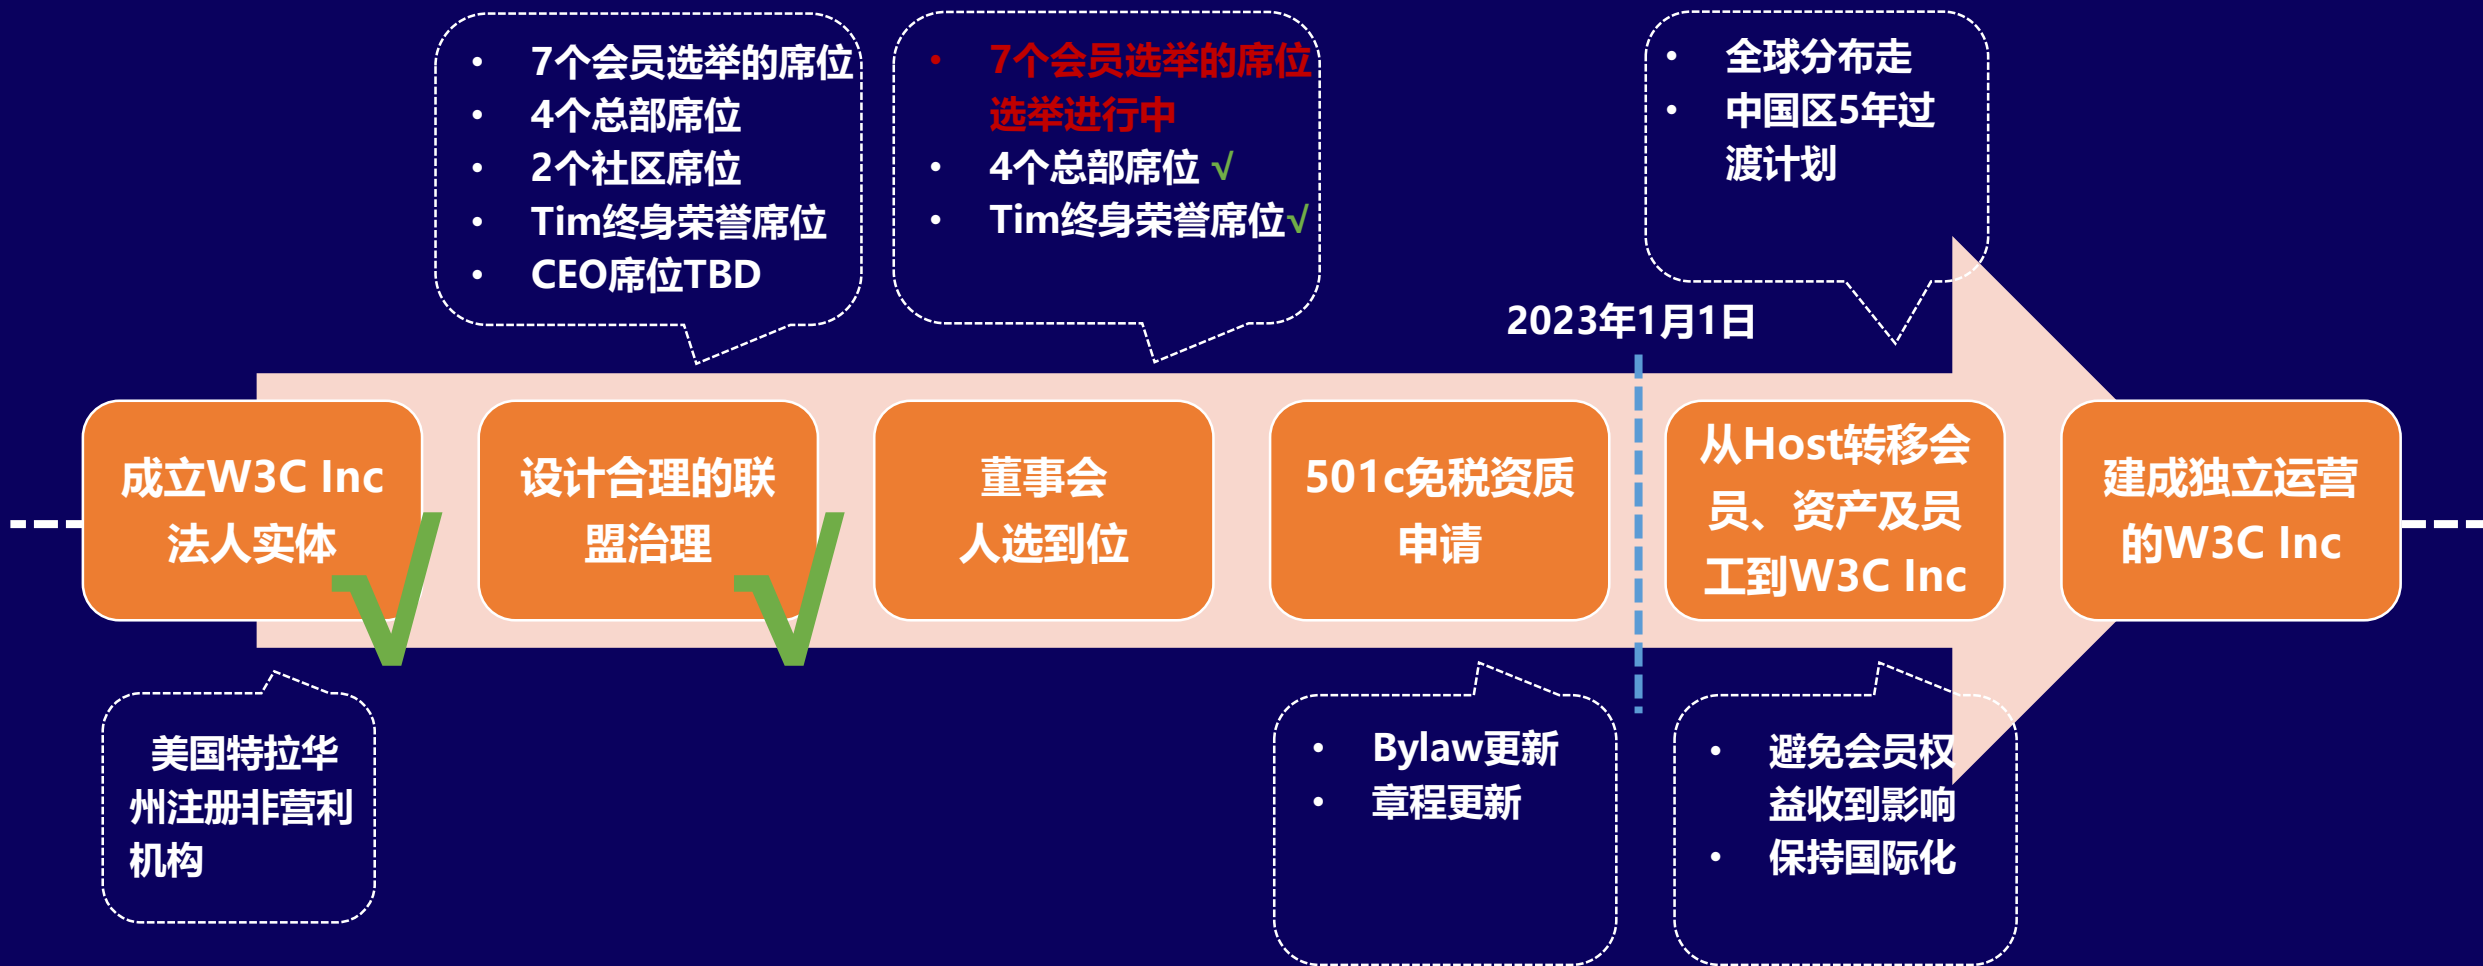 • 7个会员选举的席位
• 4个总部席位
• 2个社区席位
• Tim终身荣誉席位
• CEO席位TBD
• 7个会员选举的席位
选举进行中
• 4个总部席位 √
• Tim终身荣誉席位√
• 全球分布走
• 中国区5年过
渡计划
2023年1月1日
成立W3C Inc
法人实体
√
设计合理的联
盟治理
√
董事会
人选到位
501c免税资质
申请
从Host转移会
员、资产及员
工到W3C Inc
建成独立运营
的W3C Inc
美国特拉华
州注册非营利
机构
• Bylaw更新
• 章程更新
• 避免会员权
益收到影响
• 保持国际化